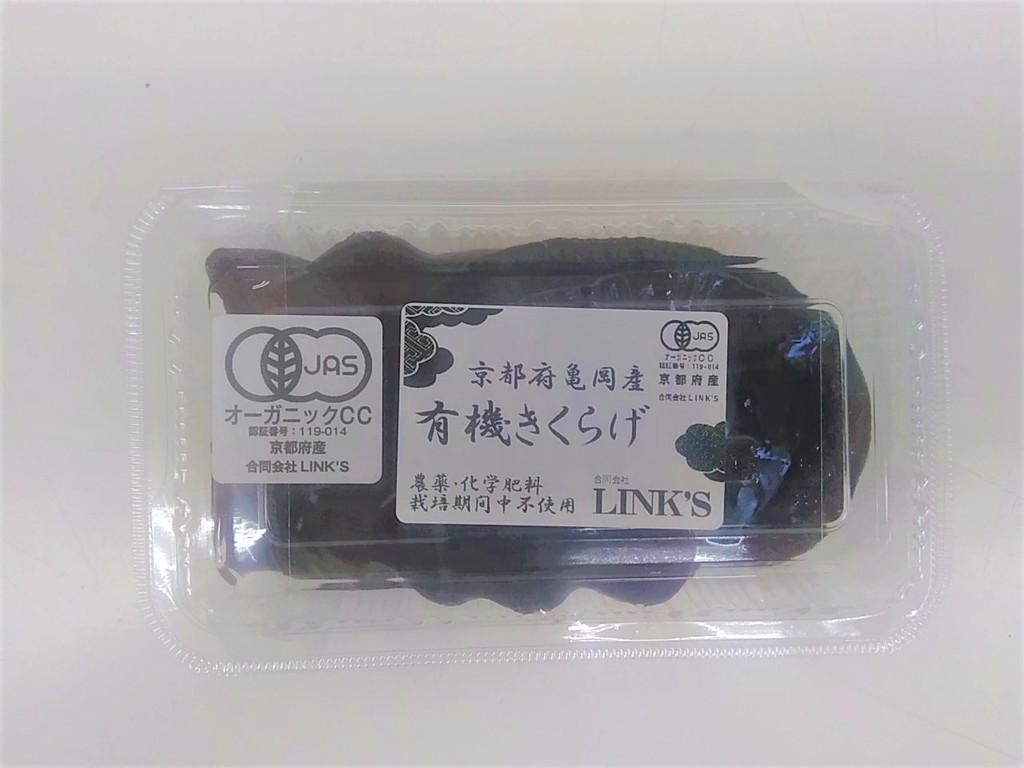 JAS
オーガニックCC
認証番号：119-014
京都府産
合同会社 LINK'S
京都府亀岡産
有機きくらげ
農薬・化学肥料
栽培期間中不使用
合同会社
LINK'S
JAS
オーガニックCC
認証番号：119-014
京都府産
合同会社 LINK'S